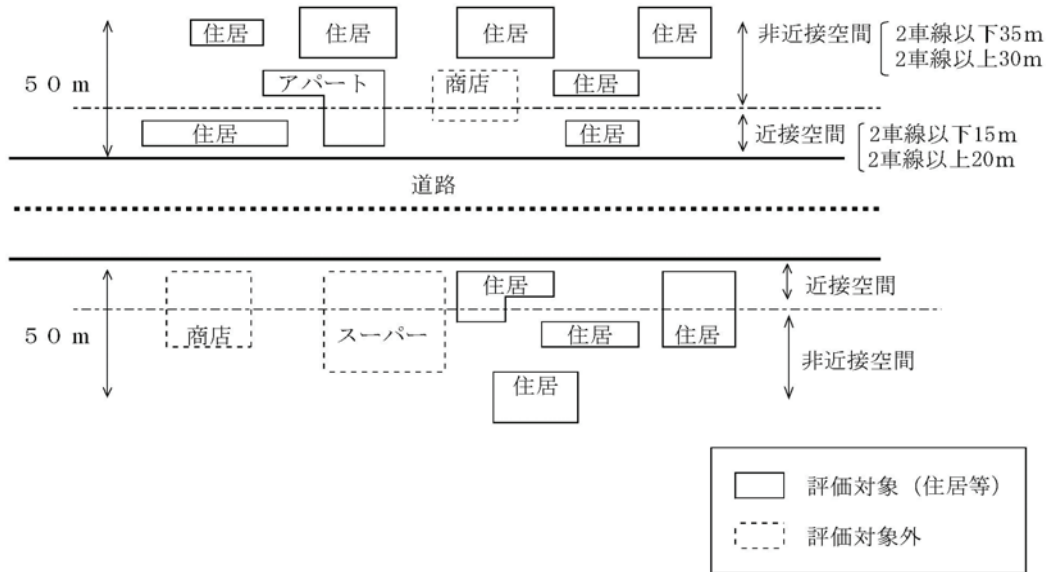 住居
住居
住居
住居
非近接空間
2車線以下35m
2車線以上30m
50m
アパート
商店
住居
住居
住居
近接空間
2車線以下15m
2車線以上20m
道路
住居
近接空間
50m
商店
スーパー
住居
住居
非近接空間
住居
評価対象（住居等）
評価対象外